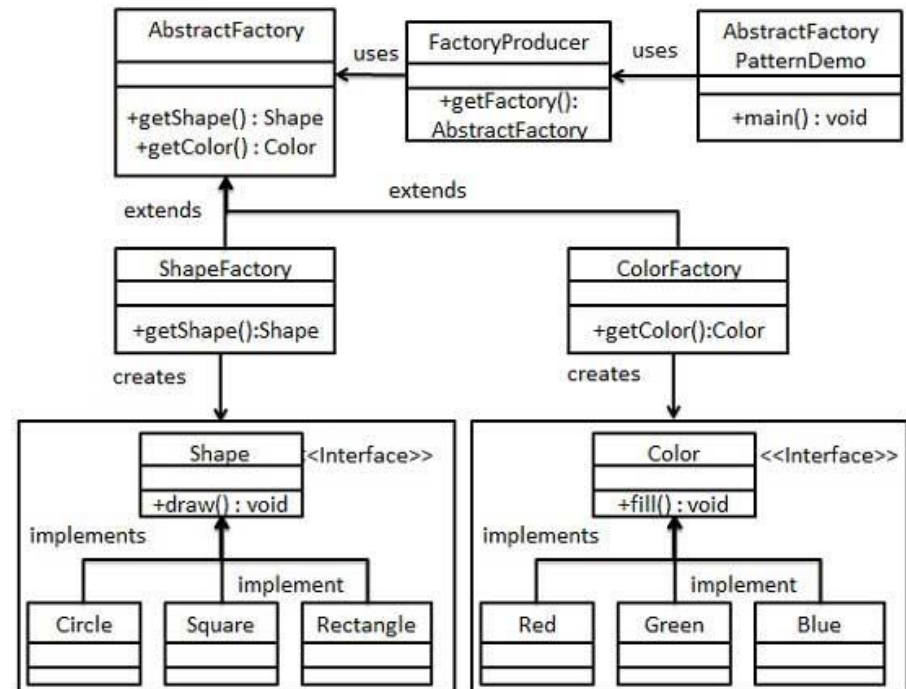 AbstractFactory
+getShape() : Shape
+getColor() : Color
uses
FactoryProducer
+getFactory():
AbstractFactory
uses
AbstractFactory
PatternDemo
+main() : void
extends
extends
ShapeFactory
+getShape():Shape
ColorFactory
+getColor():Color
creates
creates
Shape
<<Interface>>
+draw() : void
implements
implement
Circle
Square
Rectangle
Color
<<Interface>>
+fill() : void
implements
implement
Red
Green
Blue